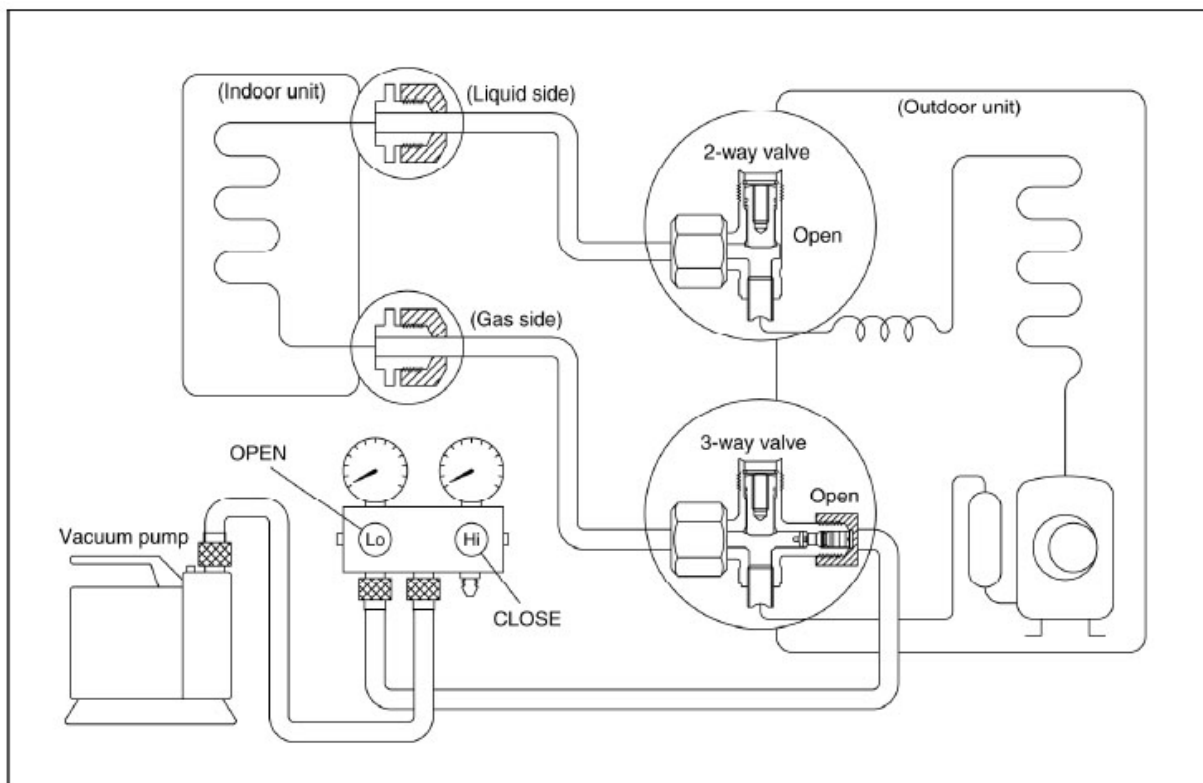 (Indoor unit)
(Liquid side)
(Outdoor unit)
2-way valve
Open
(Gas side)
3-way valve
Open
OPEN
Lo
Hi
CLOSE
Vacuum pump